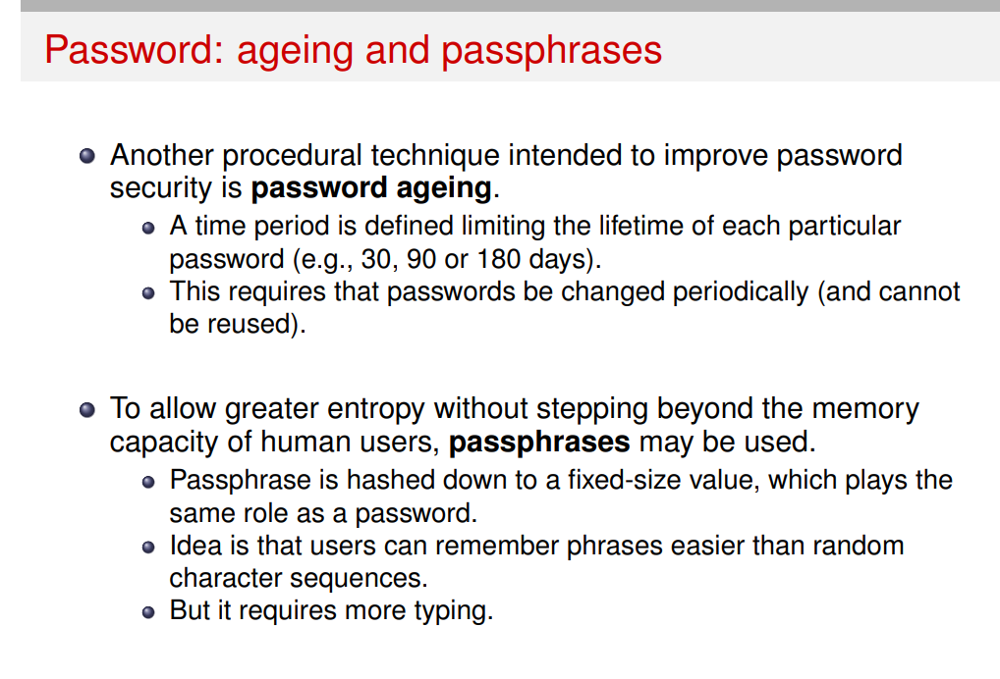 Password: ageing and passphrases
Another procedural technique intended to improve password
security is password ageing.
A time period is defined limiting the lifetime of each particular
password (e.g., 30, 90 or 180 days).
This requires that passwords be changed periodically (and cannot
be reused).
To allow greater entropy without stepping beyond the memory
capacity of human users, passphrases may be used.
Passphrase is hashed down to a fixed-size value, which plays the
same role as a password.
Idea is that users can remember phrases easier than random
character sequences.
But it requires more typing.